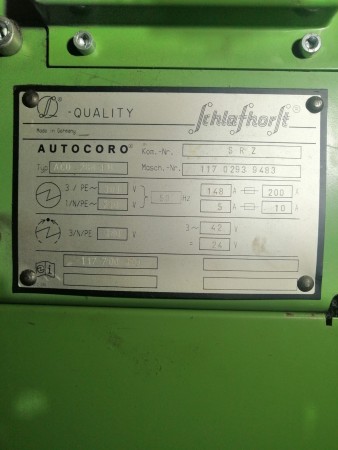 -QUALITY Schlafhorst
Made in Germany
AUTOCORO® Kom.-Nr. S R Z
Typ Masch.-Nr. 117 0293 9483
3 / PE~ V Hz 148 A 200 A
1/N/PE~ V 5 A 10 A
3/N/PE V 3~ 42 V
= 24 V